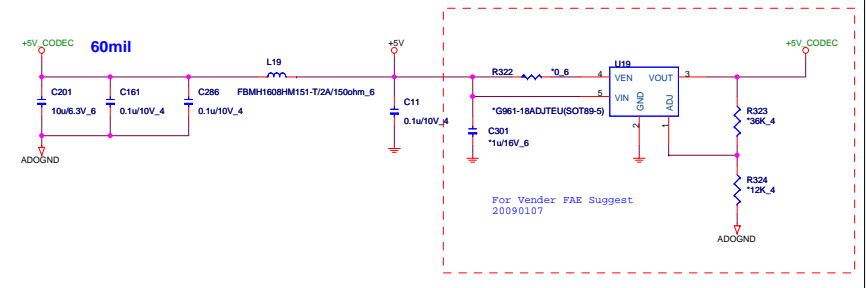 +5V_CODEC
60mil
+5V
+5V_CODEC
L19
U19
R322
*0_6
4
VEN
VOUT
3
C201
C161
C286
FBMH1608HM151-T/2A/150ohm_6
5
VIN
GND
ADJ
10u/6.3V_6
0.1u/10V_4
0.1u/10V_4
C11
0.1u/10V_4
*G961-18ADJTEU(SOT89-5)
R323
*36K_4
2
1
C301
*1u/16V_6
ADOGND
R324
*12K_4
For Vender FAE Suggest
20090107
ADOGND